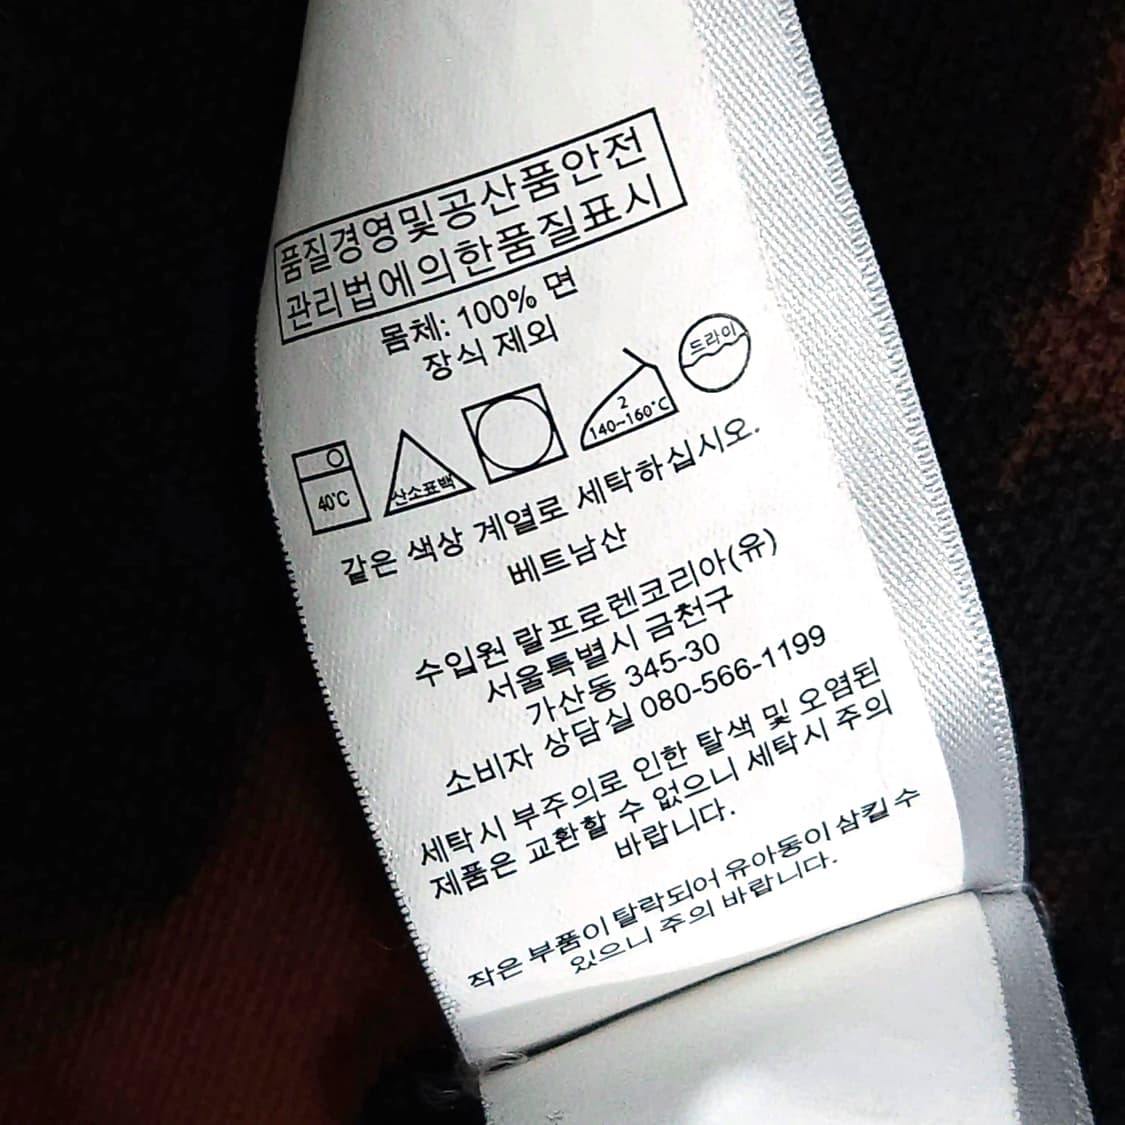 품질경영및공산품안전
관리법에의한품질표시
몸체: 100% 면
장식 제외
40℃
산소표백
2
140~160℃
드라이
같은 색상 계열로 세탁하십시오.
베트남산
수입원 랄프로렌코리아(유)
서울특별시 금천구
가산동 345-30
소비자 상담실 080-566-1199
세탁시 부주의로 인한 탈색 및 오염된
제품은 교환할 수 없으니 세탁시 주의
바랍니다.
작은 부품이 탈락되어 유아동이 삼킬 수
있으니 주의 바랍니다.